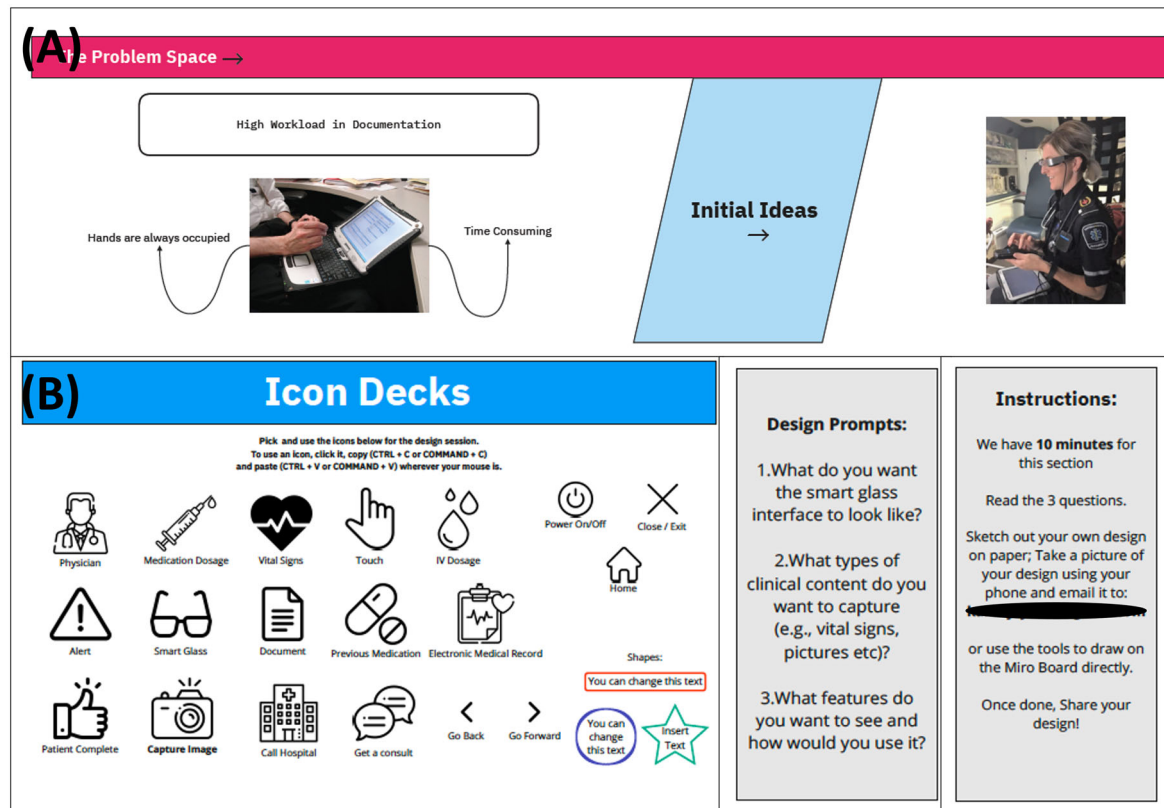 (A)
The Problem Space →
High Workload in Documentation
Hands are always occupied
Time Consuming
Initial Ideas
→
(B)
Icon Decks
Pick and use the icons below for the design session.
To use an icon, click it, copy (CTRL + C or COMMAND + C)
and paste (CTRL + V or COMMAND + V) wherever your mouse is.
Physician
Medication Dosage
Vital Signs
Touch
IV Dosage
Power On/Off
Close / Exit
Home
Alert
Smart Glass
Document
Previous Medication
Electronic Medical Record
Patient Complete
Capture Image
Call Hospital
Get a consult
Go Back
Go Forward
Shapes:
You can change this text
You can
change
this text
Insert
Text
Design Prompts:
1.What do you want
the smart glass
interface to look like?
2.What types of
clinical content do you
want to capture
(e.g., vital signs,
pictures etc)?
3.What features do
you want to see and
how would you use it?
Instructions:
We have 10 minutes for
this section
Read the 3 questions.
Sketch out your own design
on paper; Take a picture of
your design using your
phone and email it to:
or use the tools to draw on
the Miro Board directly.
Once done, Share your
design!